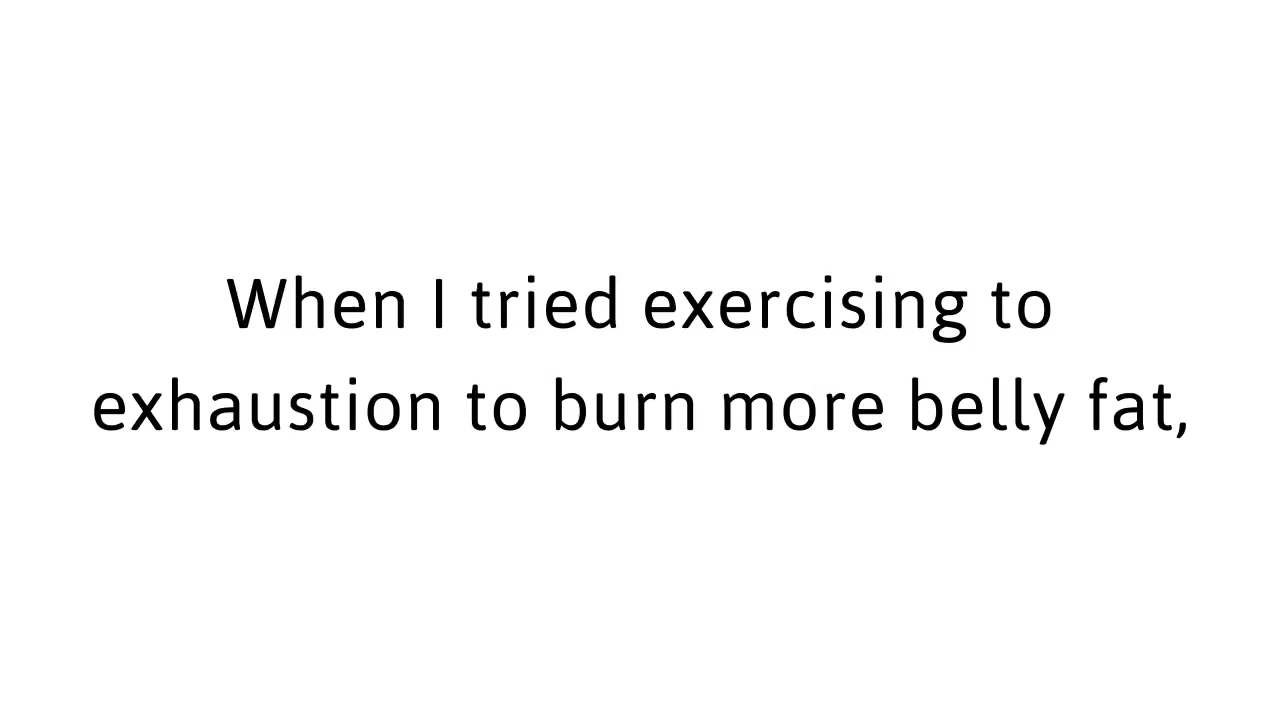 When I tried exercising to
exhaustion to burn more belly fat,